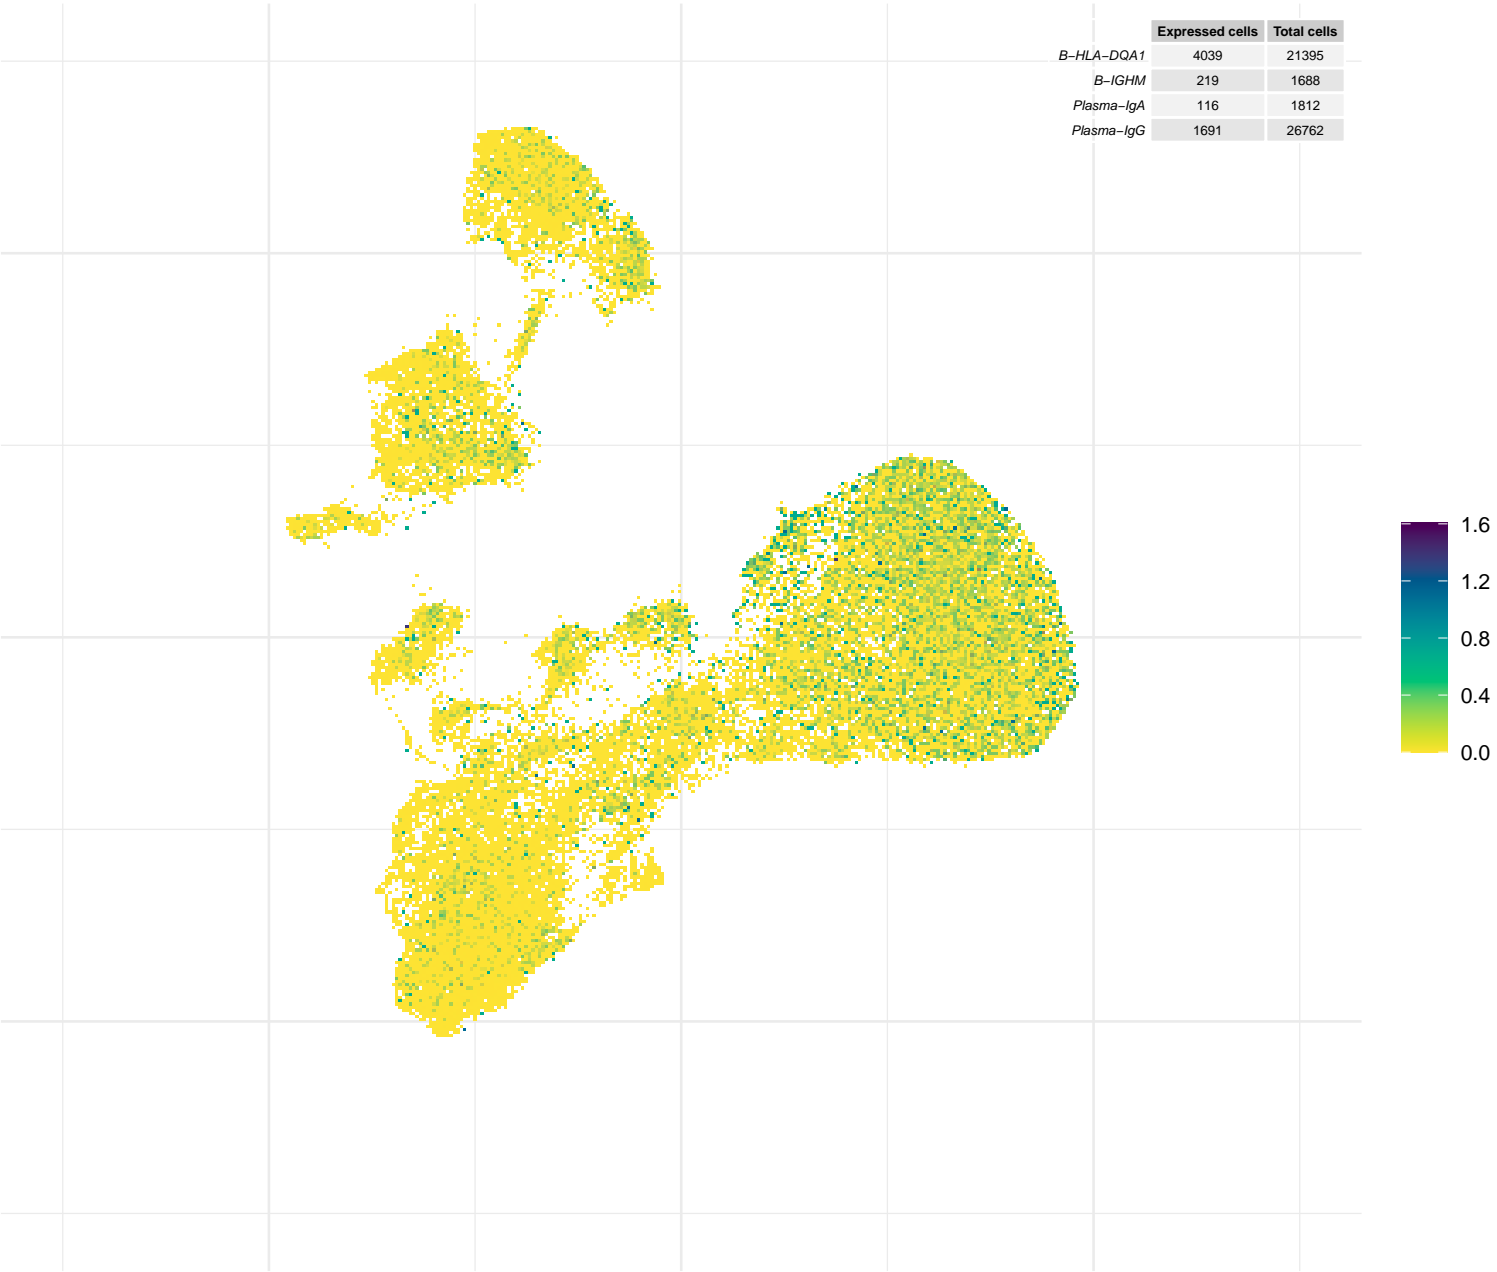 Expressed cells Total cells
B−HLA−DQA1 4039 21395
B−IGHM 219 1688
Plasma−IgA 116 1812
Plasma−IgG 1691 26762
1.6
1.2
0.8
0.4
0.0